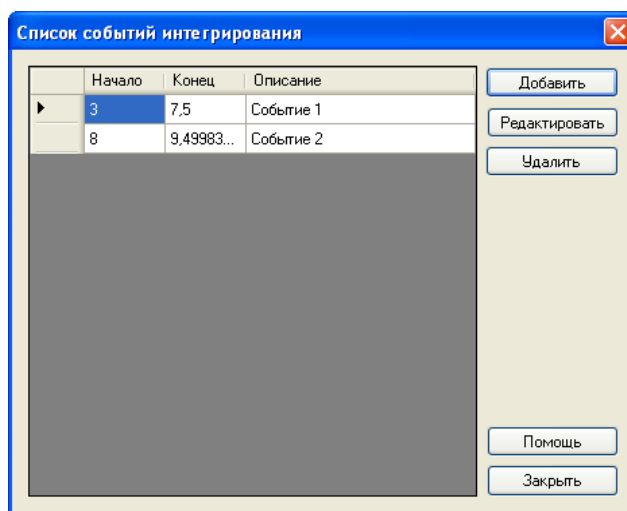 Список событий интегрирования
Начало Конец Описание
3 7,5 Событие 1
8 9,49983... Событие 2
Добавить
Редактировать
Удалить
Помощь
Закрыть